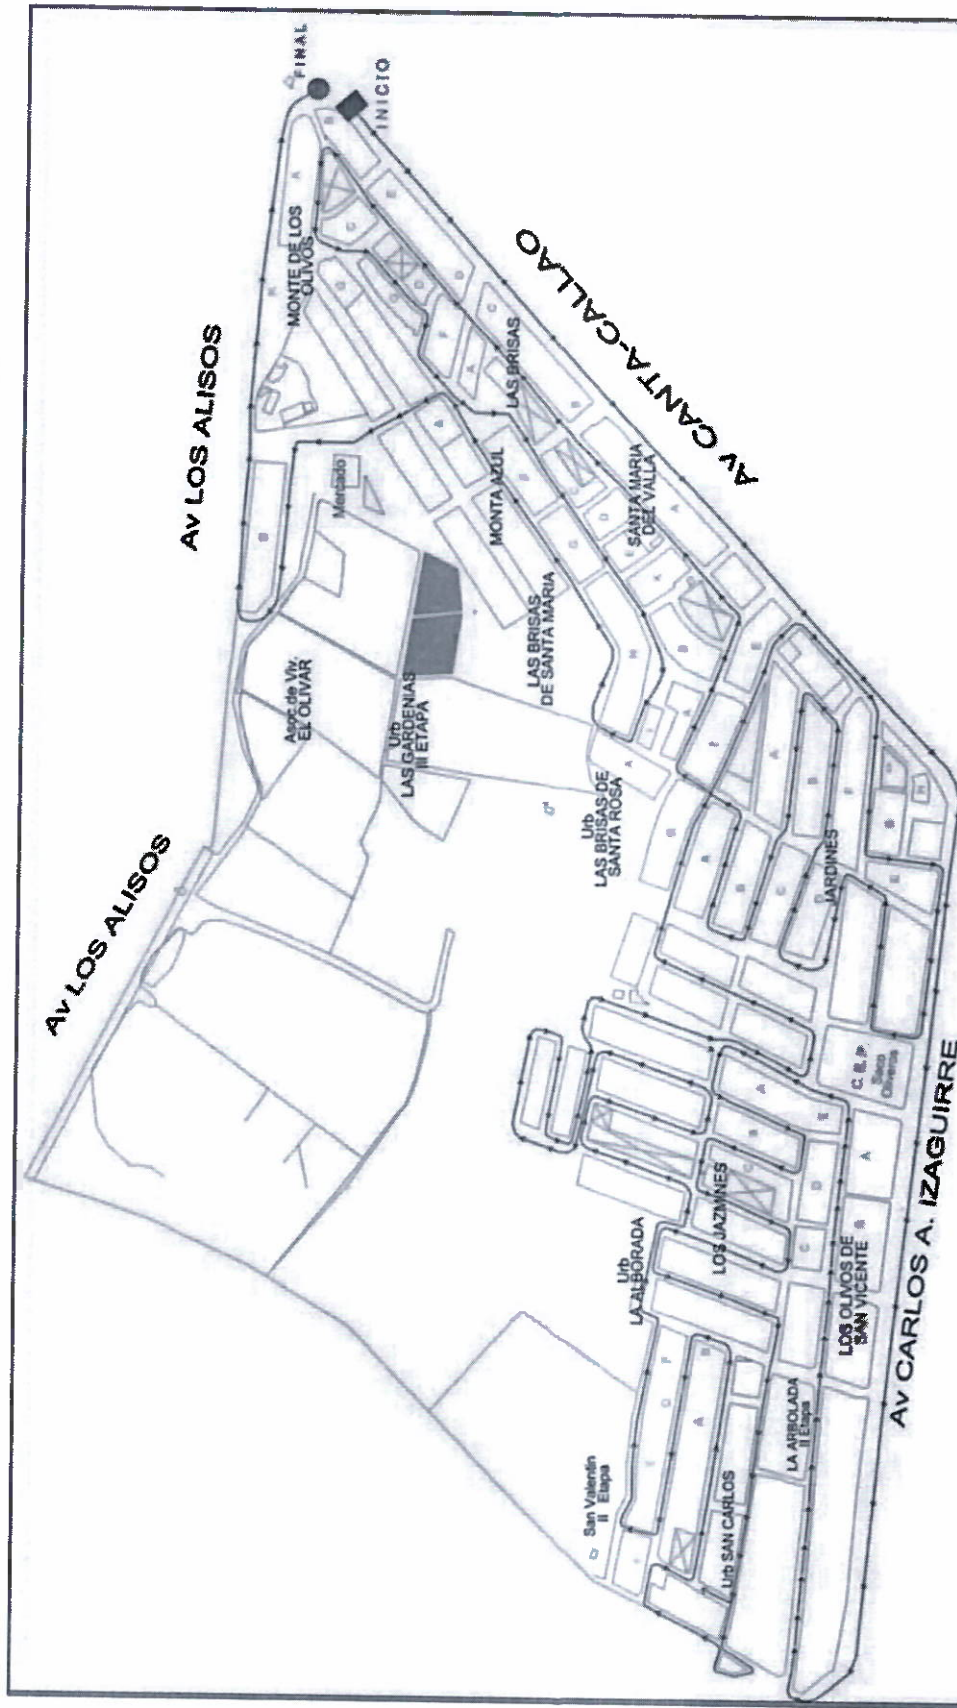 FINAL
INICIO
Av LOS ALISOS
MONTE DE LOS
OLIVOS
Av CANTA-CALLAO
LAS BRISAS
Mercado
MONTA AZUL
SANTA MARIA
DEL VALLA
LAS BRISAS
DE SANTA MARIA
Asoc. de Viv.
EL OLIVAR
Urb
LAS GARDENIAS
III ETAPA
Urb
LAS BRISAS DE
SANTA ROSA
JARDINES
Av LOS ALISOS
C. E. P.
Saco
Oliveros
LOS JAZMINES
Urb
LA ALBORADA
LOS OLIVOS DE
SAN VICENTE
Av CARLOS A. IZAGUIRRE
LA ARBOLADA
II Etapa
San Valentin
II Etapa
Urb SAN CARLOS